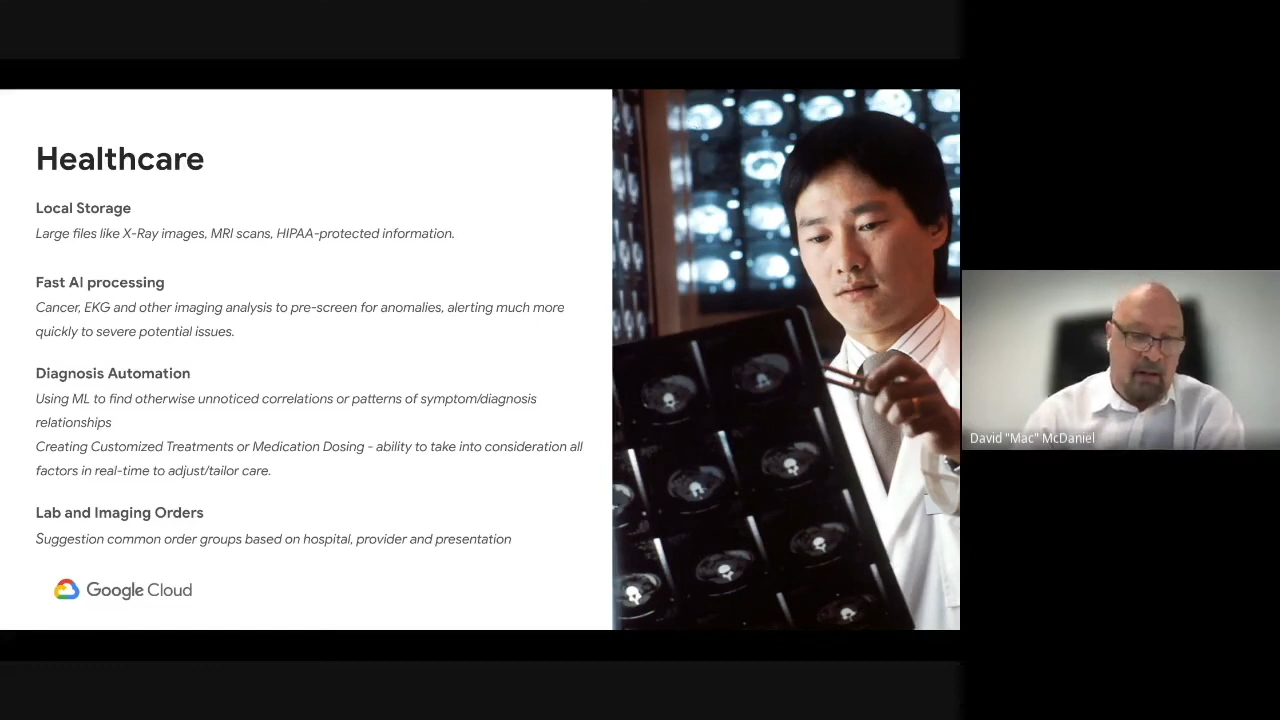 Healthcare
Local Storage
Large files like X-Ray images, MRI scans, HIPAA-protected information.
Fast AI processing
Cancer, EKG and other imaging analysis to pre-screen for anomalies, alerting much more
quickly to severe potential issues.
Diagnosis Automation
Using ML to find otherwise unnoticed correlations or patterns of symptom/diagnosis
relationships
Creating Customized Treatments or Medication Dosing - ability to take into consideration all
factors in real-time to adjust/tailor care.
Lab and Imaging Orders
Suggestion common order groups based on hospital, provider and presentation
Google Cloud
David "Mac" McDaniel